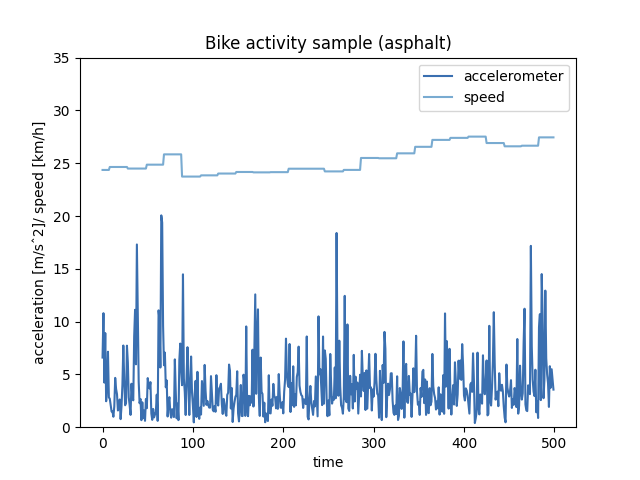 Bike activity sample (asphalt)
accelerometer
speed
acceleration [m/sˆ2]/ speed [km/h]
35
30
25
20
15
10
5
0
0 100 200 300 400 500
time